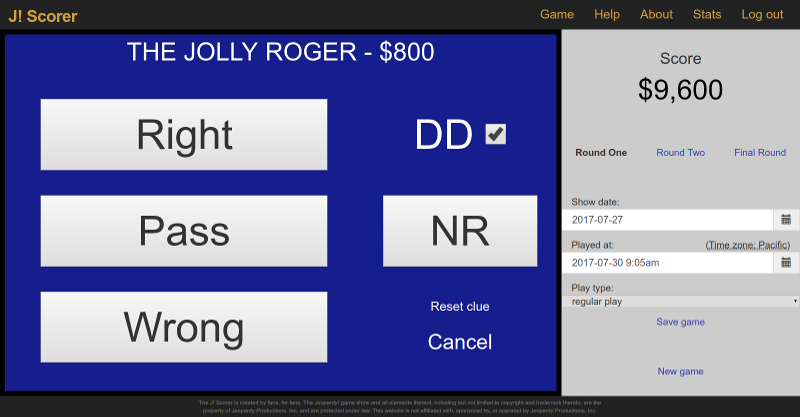 J! Scorer
Game Help About Stats Log out
THE JOLLY ROGER - $800
Right
DD
Pass
NR
Wrong
Reset clue
Cancel
Score
$9,600
Round One Round Two Final Round
Show date:
2017-07-27
Played at: (Time zone: Pacific)
2017-07-30 9:05am
Play type:
regular play
Save game
New game
The J! Scorer is created by fans, for fans. The Jeopardy! game show and all elements thereof, including but not limited to copyright and trademark thereto, are the
property of Jeopardy Productions, Inc. and are protected under law. This website is not affiliated with, sponsored by, or operated by Jeopardy Productions, Inc.